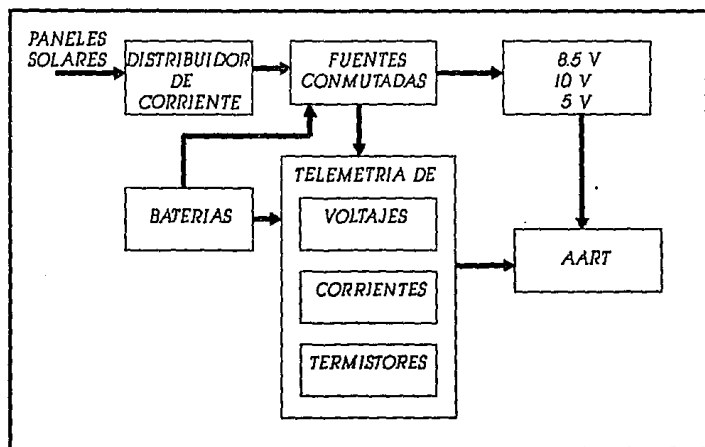 PANELES
SOLARES
DISTRIBUIDOR
DE
CORRIENTE
FUENTES
CONMUTADAS
8.5 V
10 V
5 V
BATERIAS
TELEMETRIA DE
VOLTAJES
CORRIENTES
TERMISTORES
AART